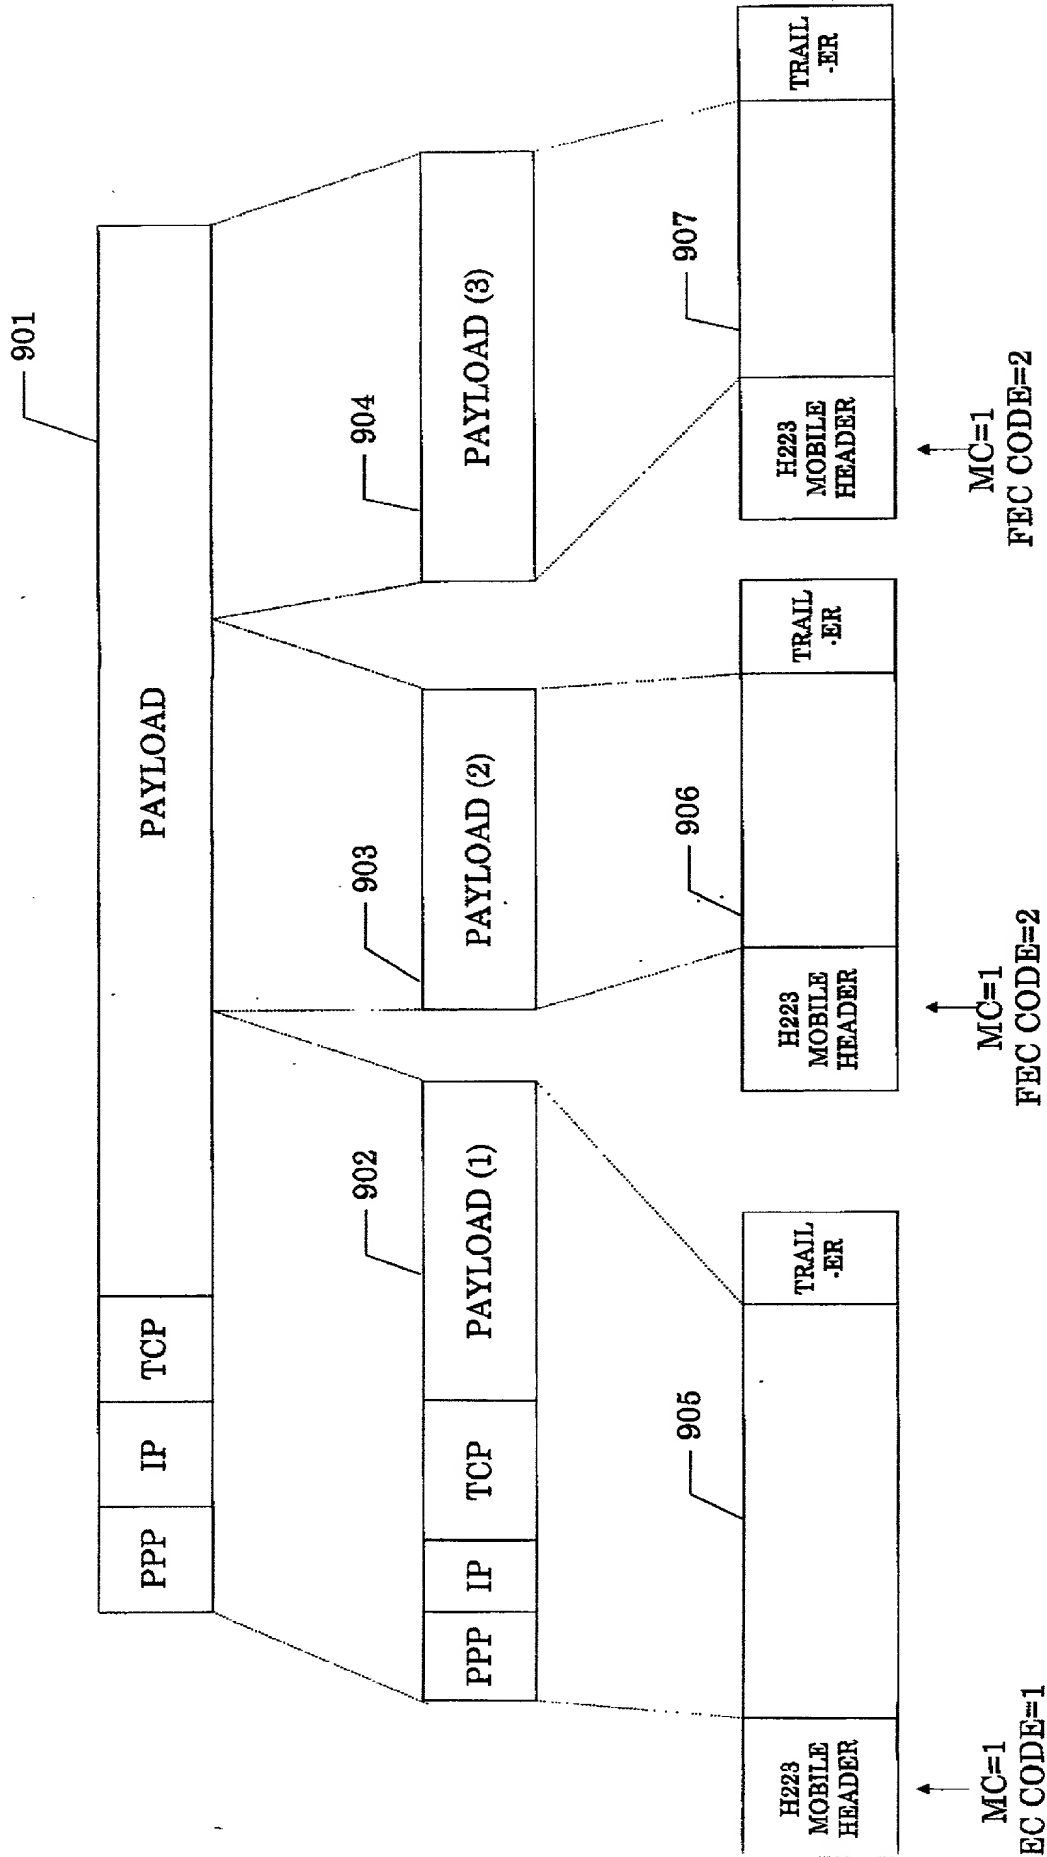 901
PPP
IP
TCP
PAYLOAD
902
903
904
PPP
IP
TCP
PAYLOAD (1)
PAYLOAD (2)
PAYLOAD (3)
905
906
907
H223
MOBILE
HEADER
TRAIL
-ER
H223
MOBILE
HEADER
TRAIL
-ER
H223
MOBILE
HEADER
TRAIL
-ER
MC=1
EC CODE=1
MC=1
FEC CODE=2
MC=1
FEC CODE=2